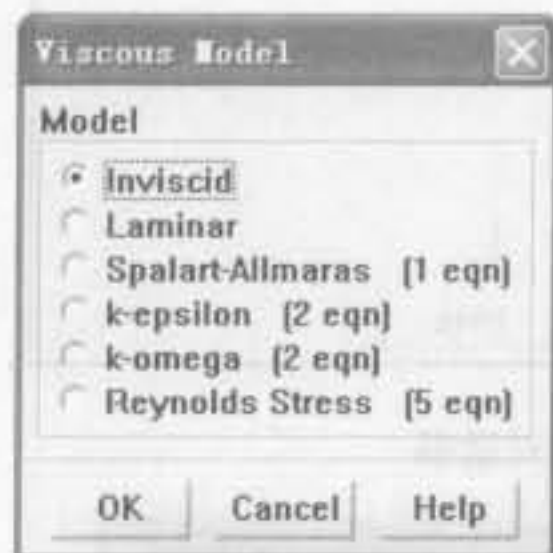 Viscous Model
Model
Inviscid
Laminar
Spalart-Allmaras (1 eqn)
k-epsilon (2 eqn)
k-omega (2 eqn)
Reynolds Stress (5 eqn)
OK Cancel Help